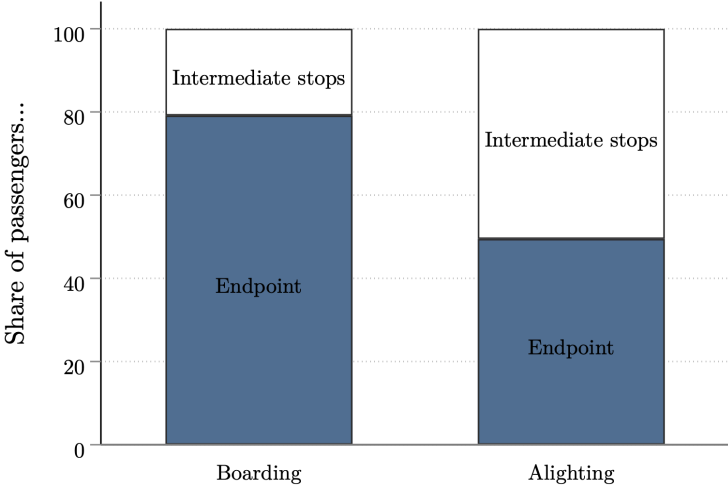 Share of passengers...
100
80
60
40
20
0
Intermediate stops
Intermediate stops
Endpoint
Endpoint
Boarding
Alighting